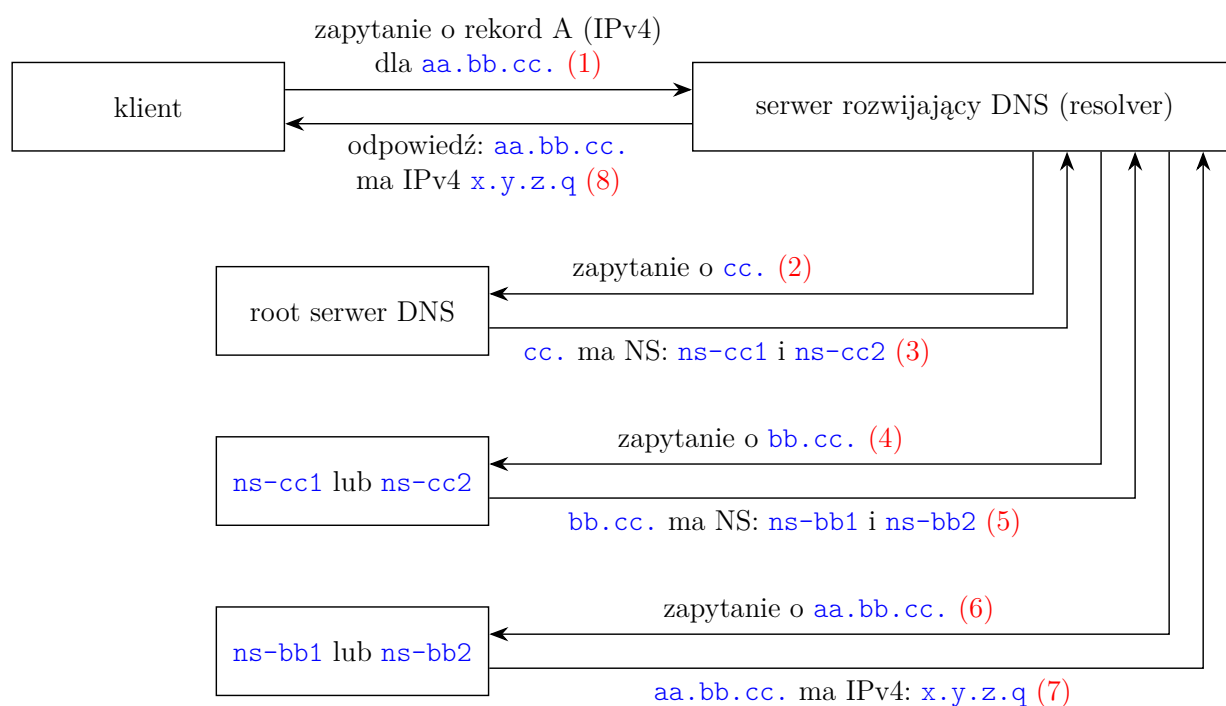 zapytanie o rekord A (IPv4)
dla aa.bb.cc. (1)
klient
serwer rozwijający DNS (resolver)
odpowiedź: aa.bb.cc.
ma IPv4 x.y.z.q (8)
zapytanie o cc. (2)
root serwer DNS
cc. ma NS: ns-cc1 i ns-cc2 (3)
zapytanie o bb.cc. (4)
ns-cc1 lub ns-cc2
bb.cc. ma NS: ns-bb1 i ns-bb2 (5)
zapytanie o aa.bb.cc. (6)
ns-bb1 lub ns-bb2
aa.bb.cc. ma IPv4: x.y.z.q (7)